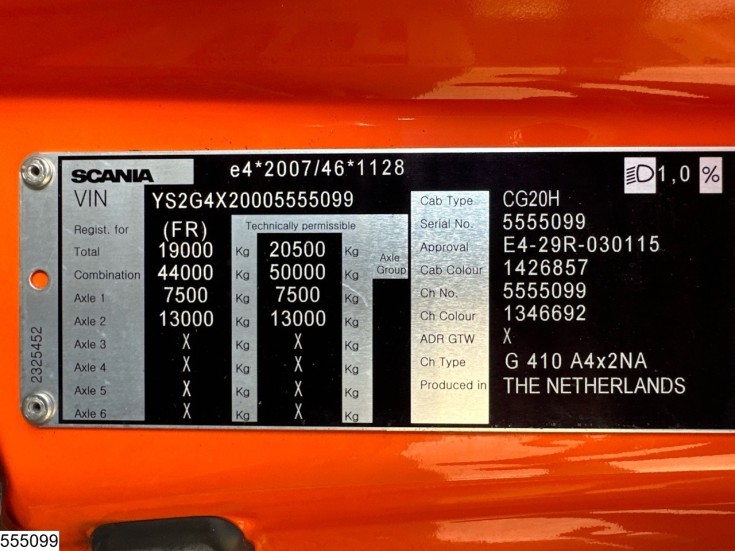 SCANIA e4*2007/46*1128 1,0 %
VIN YS2G4X20005555099
Regist. for (FR) Technically permissible
Total 19000 Kg 20500 Kg Axle Group
Combination 44000 Kg 50000 Kg
Axle 1 7500 Kg 7500 Kg
Axle 2 13000 Kg 13000 Kg
Axle 3 X Kg X Kg
Axle 4 X Kg X Kg
Axle 5 X Kg X Kg
Axle 6 X Kg X Kg
Cab Type CG20H
Serial No. 5555099
Approval E4-29R-030115
Cab Colour 1426857
Ch No. 5555099
Ch Colour 1346692
ADR GTW X
Ch Type G 410 A4x2NA
Produced in THE NETHERLANDS
2325452
555099